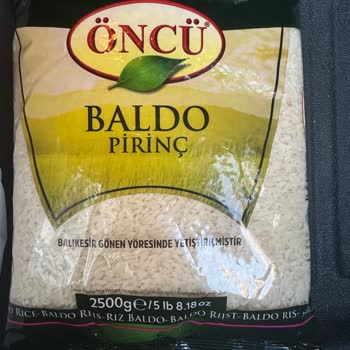 ÖNCÜ
BALDO
PİRİNÇ
BALIKESİR GÖNEN YÖRESİNDE YETİŞTİRİLMİŞTİR
2500g℮/5 lb 8.18 oz
RICE-BALDO REIS-RIZ BALDO-BALDO RIJST-BALDO RIS-